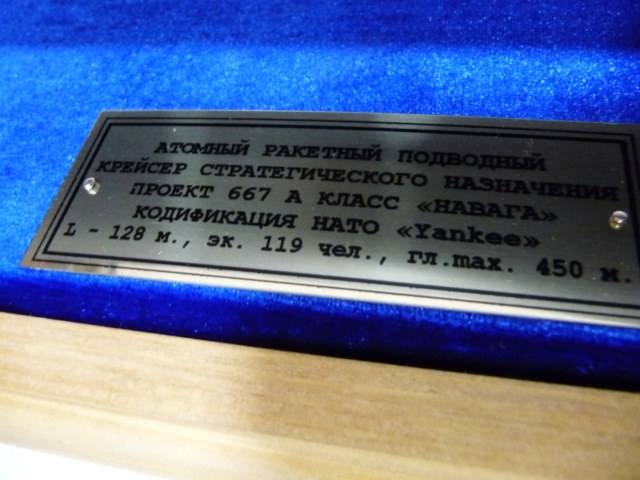 АТОМНЫЙ РАКЕТНЫЙ ПОДВОДНЫЙ
КРЕЙСЕР СТРАТЕГИЧЕСКОГО НАЗНАЧЕНИЯ
ПРОЕКТ 667 А КЛАСС «НАВАГА»
КОДИФИКАЦИЯ НАТО «Yankee»
L - 128 м., эк. 119 чел., гл.max. 450 м.